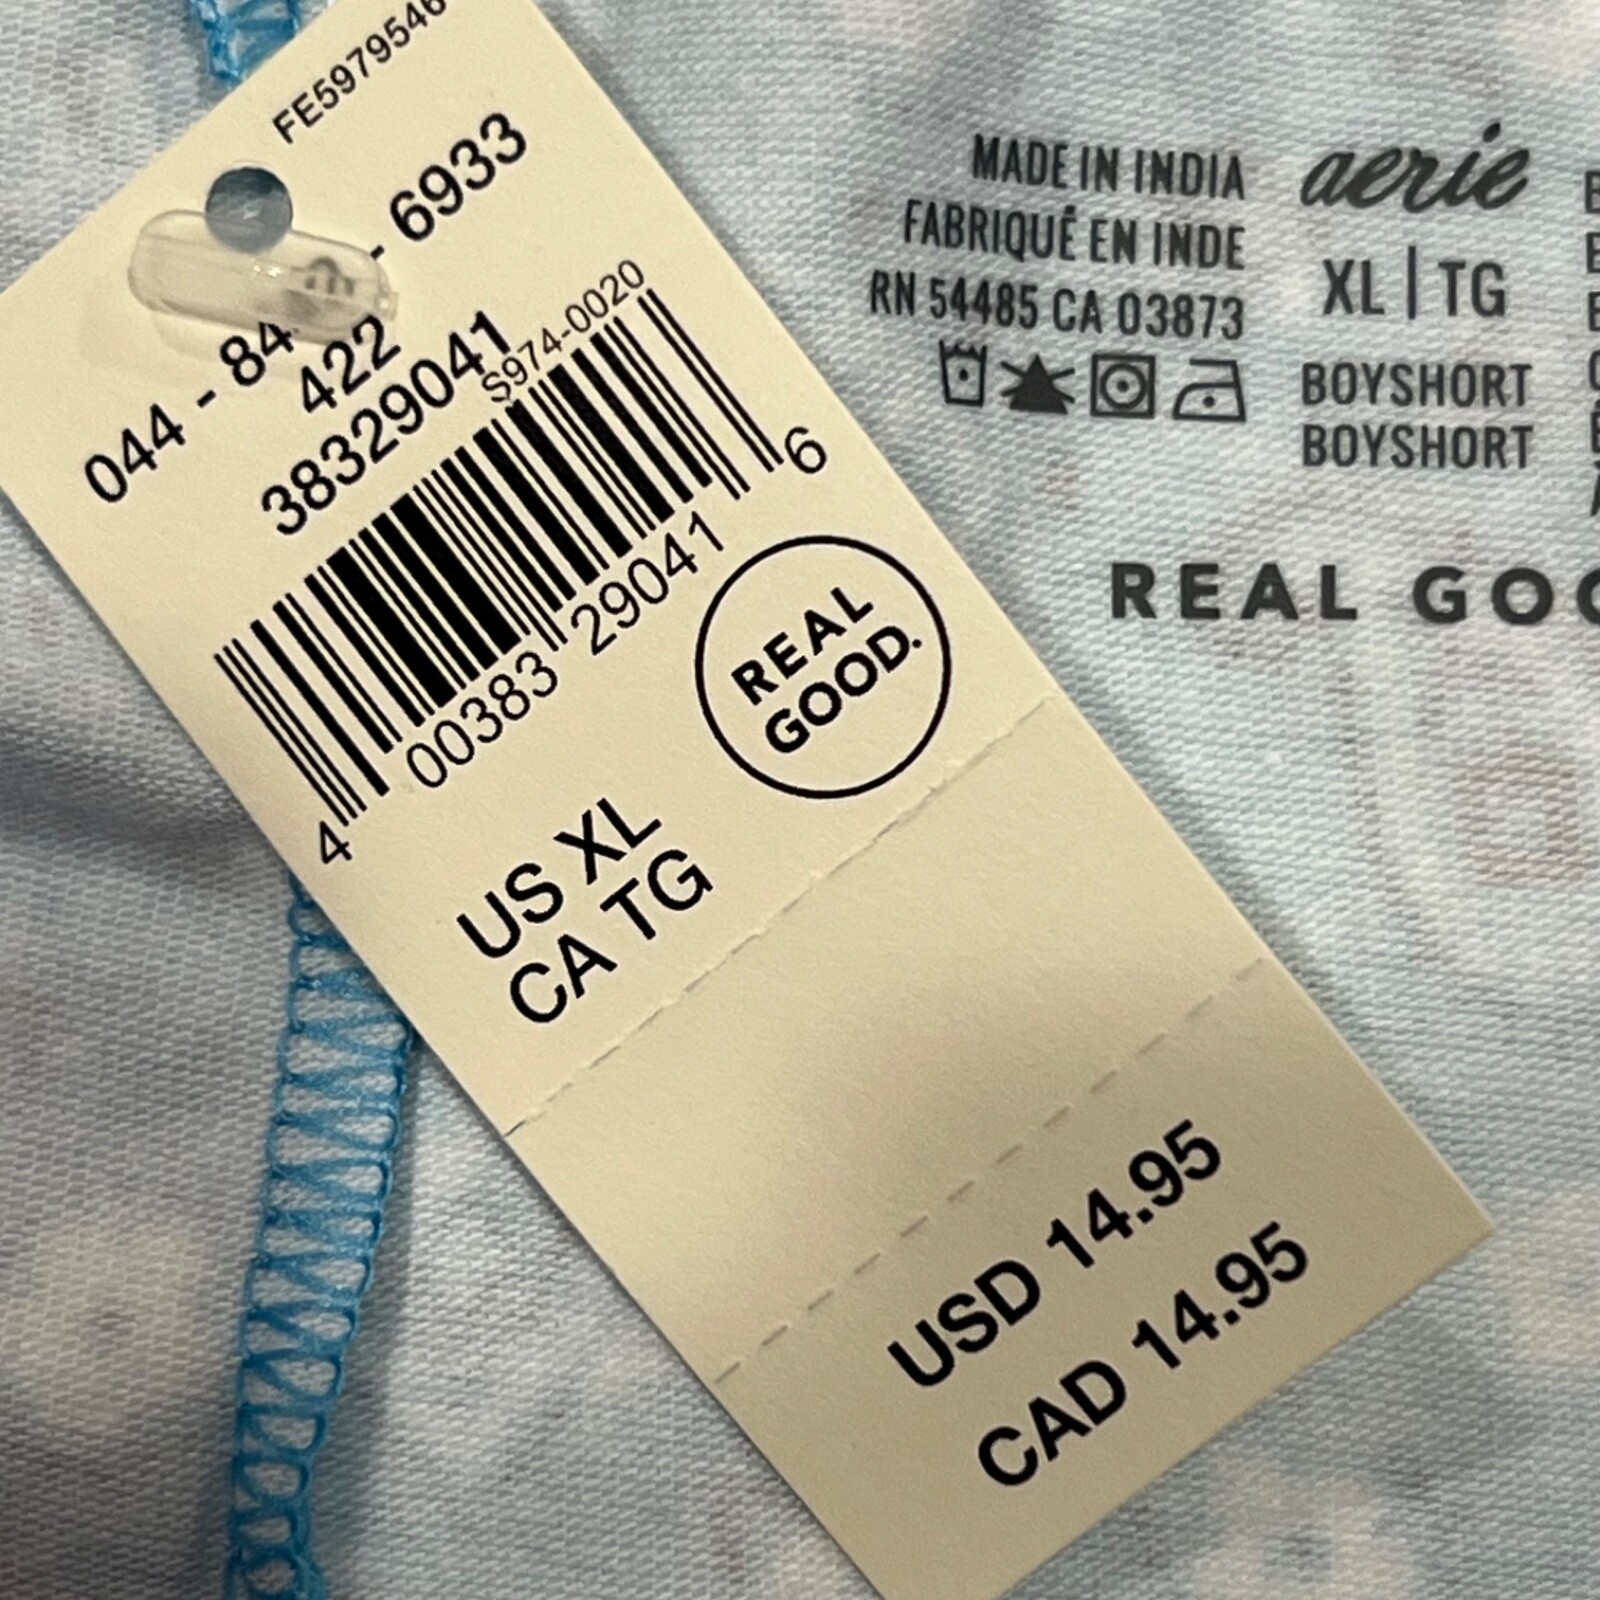 FE5979546
044 - 84 - 6933
422
38329041
S974-0020
4 00383 29041 6
REAL
GOOD.
US XL
CA TG
USD 14.95
CAD 14.95
MADE IN INDIA
FABRIQUÉ EN INDE
RN 54485 CA 03873
aerie
XL | TG
BOYSHORT
BOYSHORT
REAL